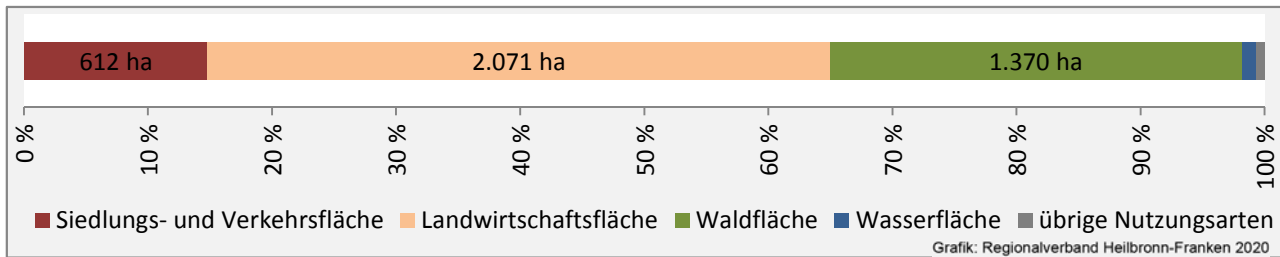 612 ha 2.071 ha 1.370 ha
0 % 10 % 20 % 30 % 40 % 50 % 60 % 70 % 80 % 90 % 100 %
Siedlungs- und Verkehrsfläche Landwirtschaftsfläche Waldfläche Wasserfläche übrige Nutzungsarten
Grafik: Regionalverband Heilbronn-Franken 2020